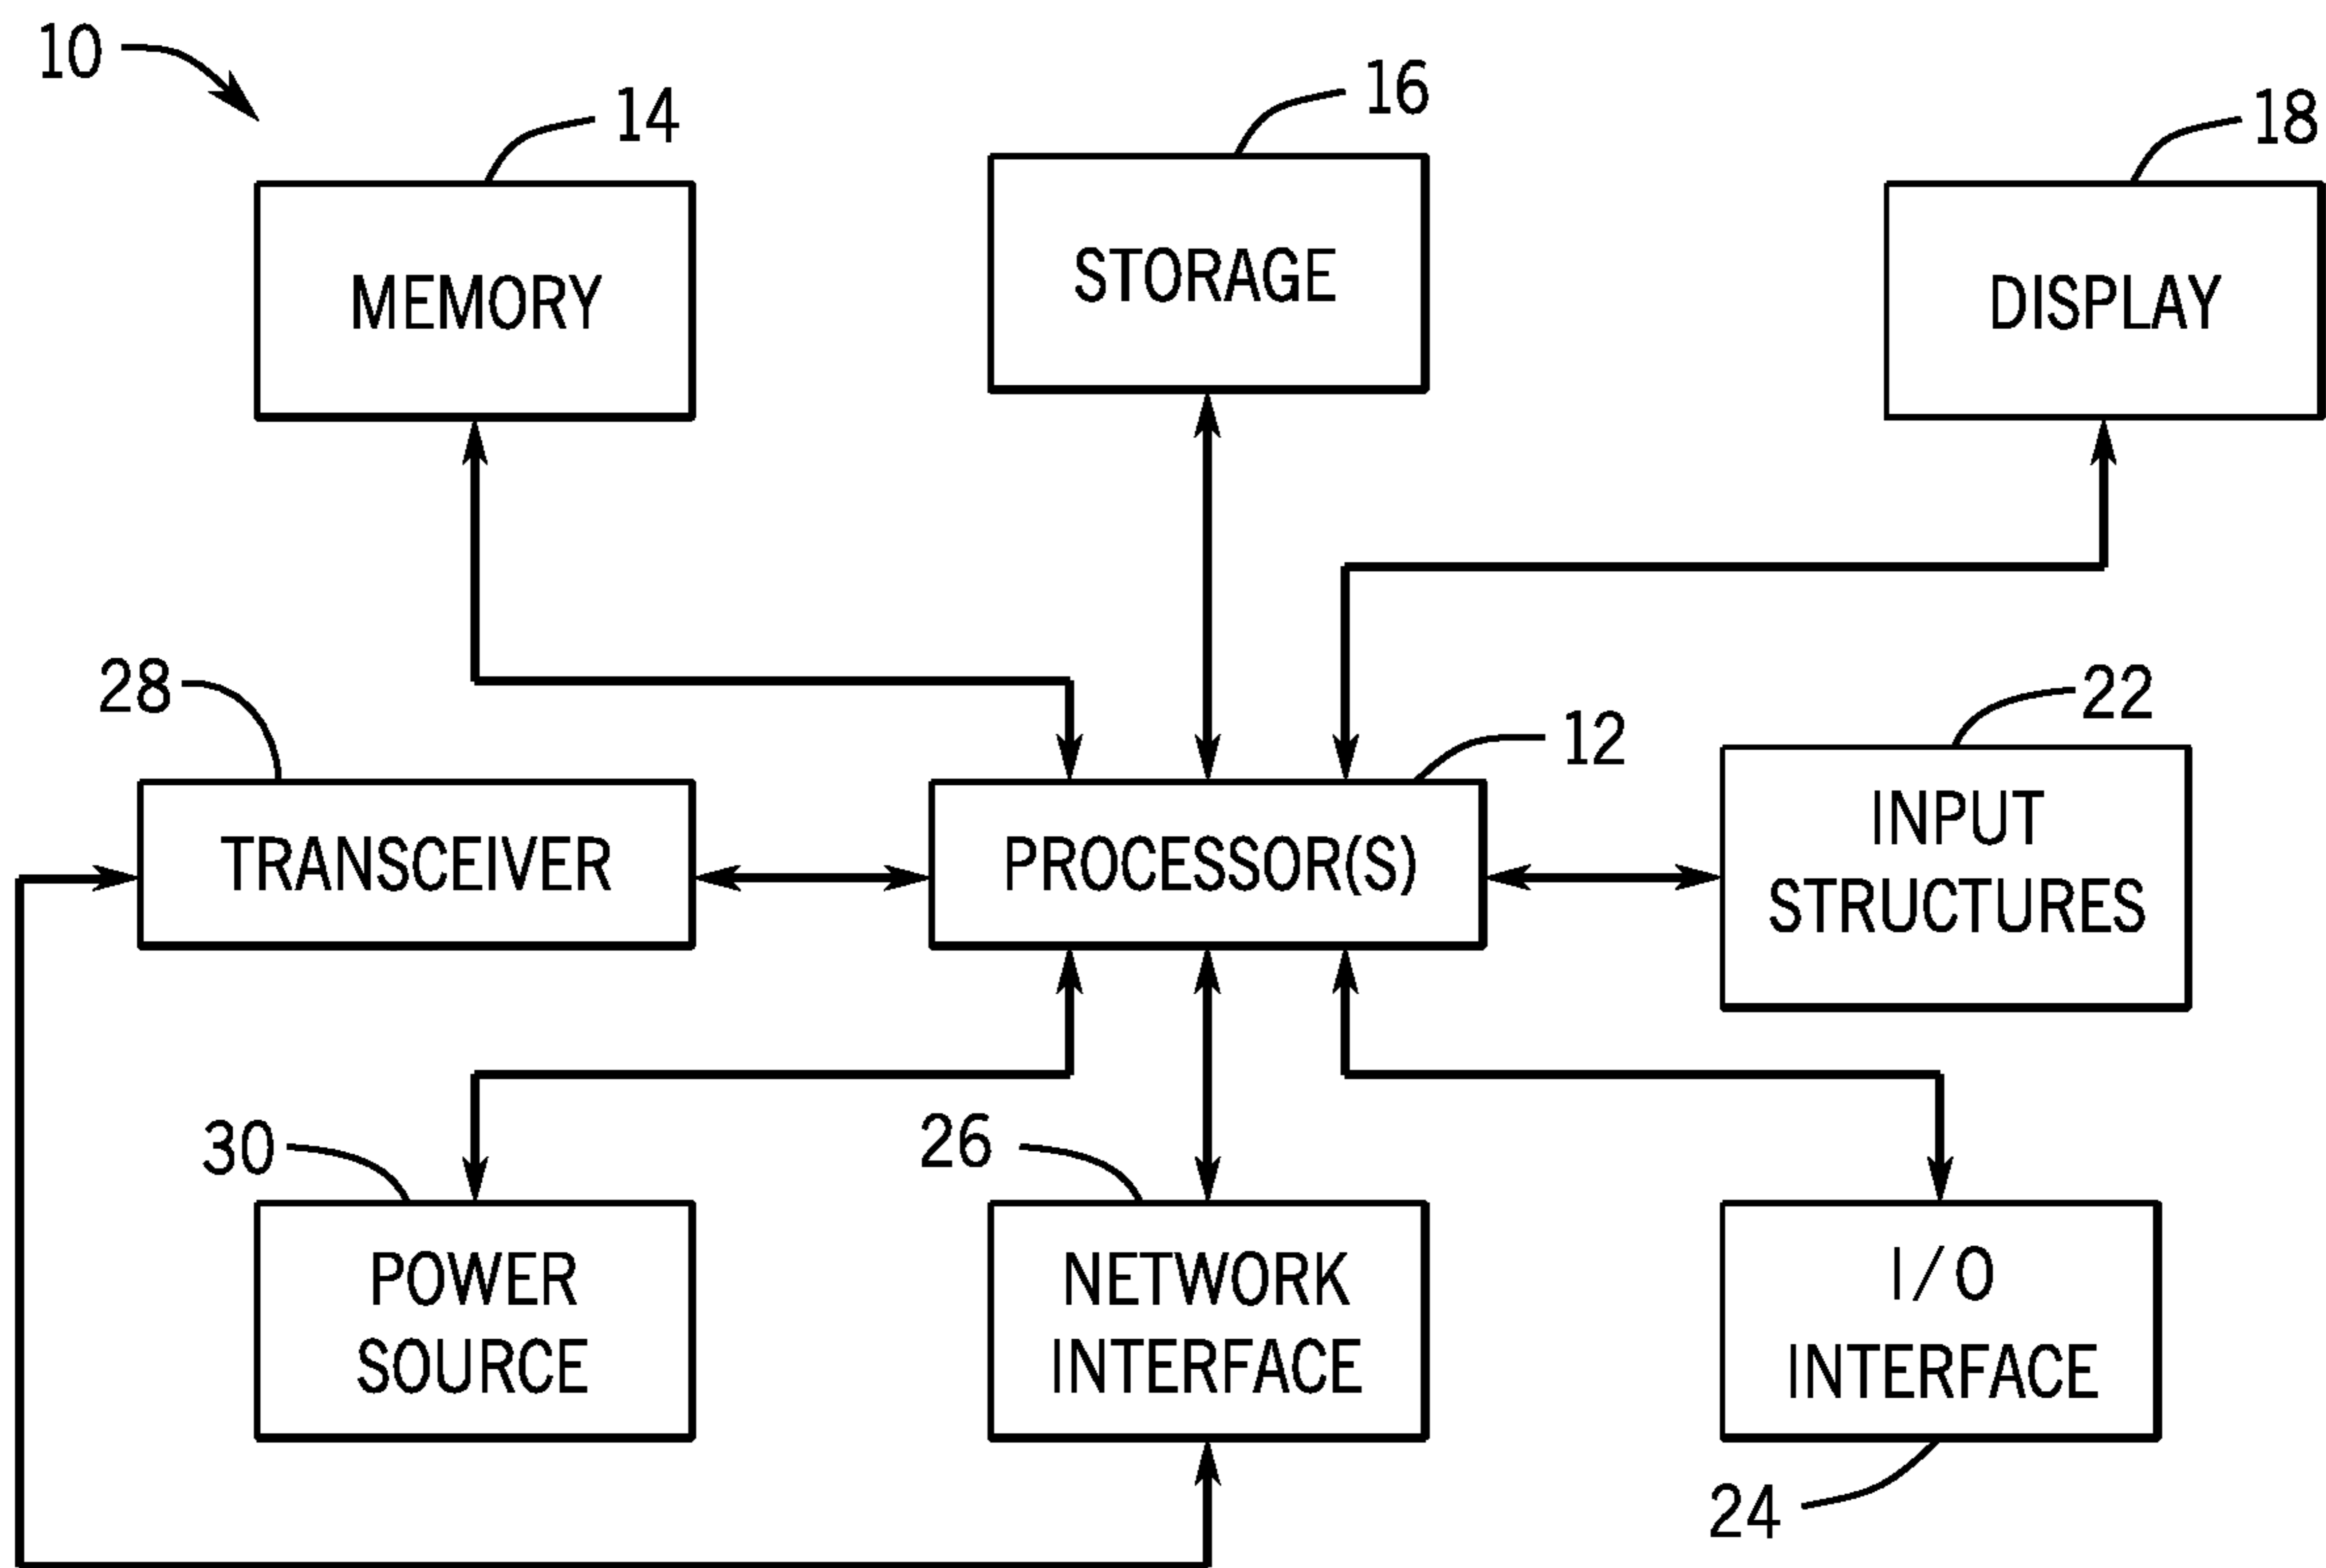 10
14
16
18
MEMORY
STORAGE
DISPLAY
28
12
22
TRANSCEIVER
PROCESSOR(S)
INPUT
STRUCTURES
30
26
POWER
SOURCE
NETWORK
INTERFACE
I/O
INTERFACE
24